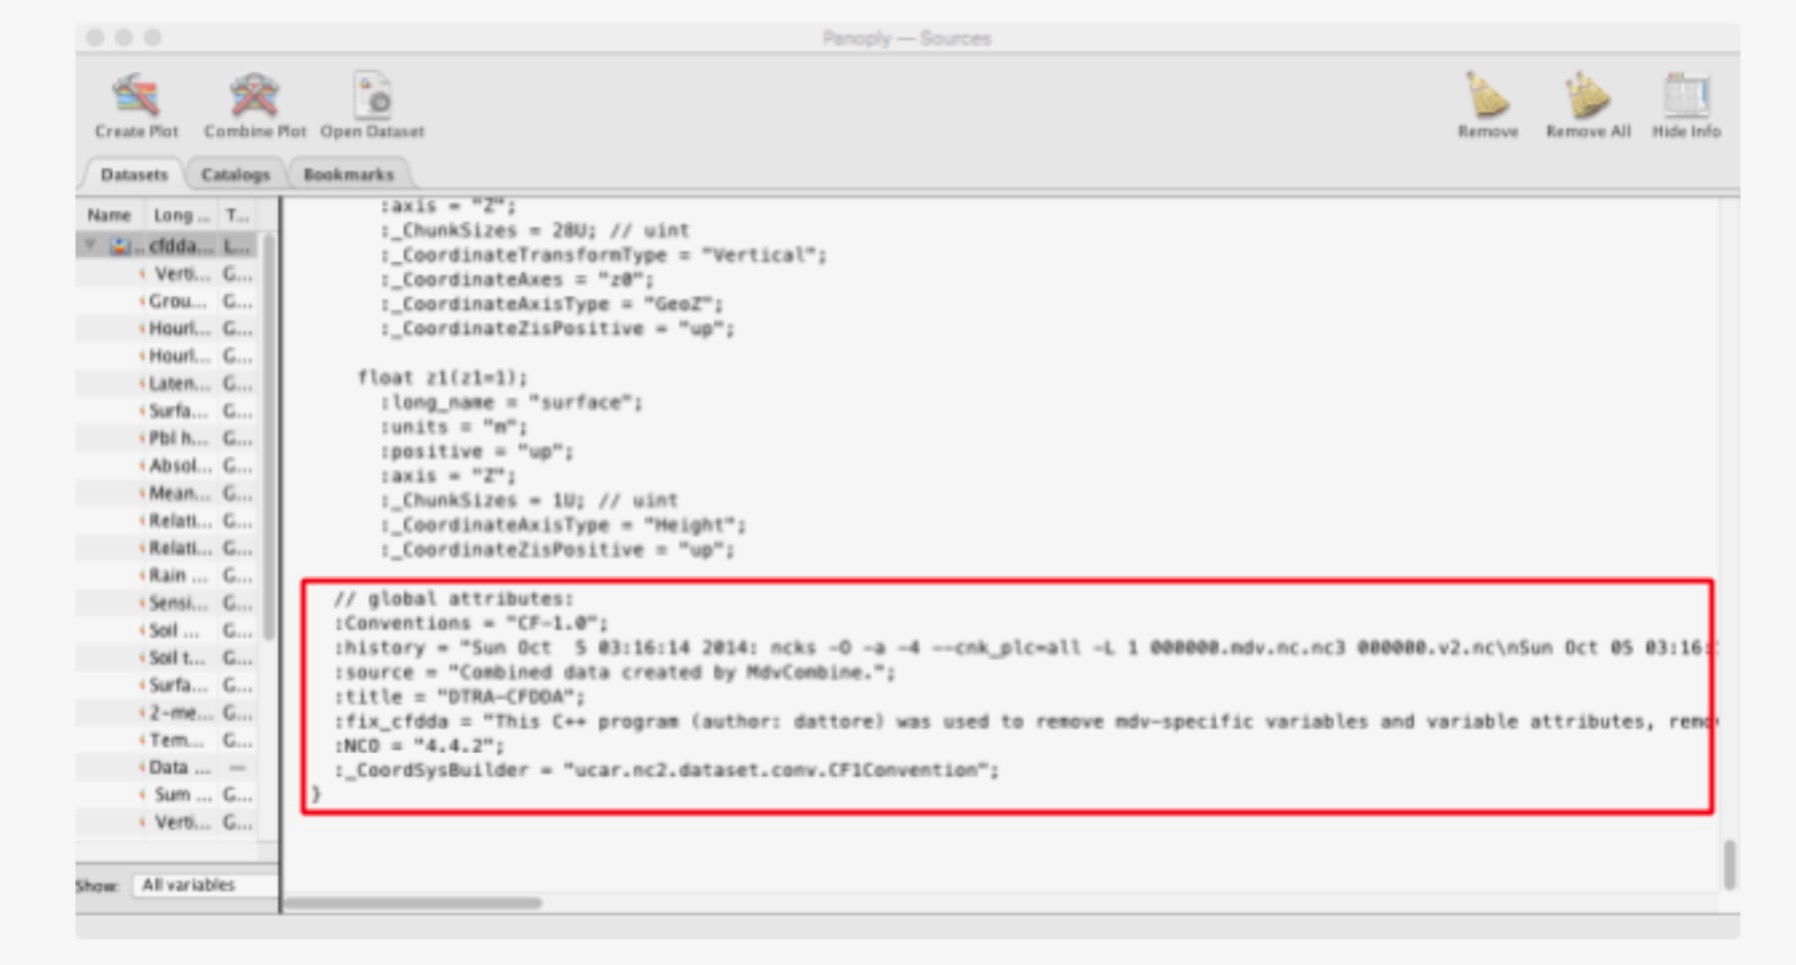 Panoply — Sources
Create Plot Combine Plot Open Dataset Remove Remove All Hide Info
Datasets Catalogs Bookmarks
Name Long ... T...
.. cfdda... L...
Verti... G...
Grou... G...
Hourl... G...
Hourl... G...
Laten... G...
Surfa... G...
Pbl h... G...
Absol... G...
Mean... G...
Relati... G...
Relati... G...
Rain ... G...
Sensi... G...
Soil ... G...
Soil t... G...
Surfa... G...
2-me... G...
Tem... G...
Data ... —
Sum ... G...
Verti... G...
Show: All variables
:axis = "Z";
:_ChunkSizes = 28U; // uint
:_CoordinateTransformType = "Vertical";
:_CoordinateAxes = "z0";
:_CoordinateAxisType = "GeoZ";
:_CoordinateZisPositive = "up";
float z1(z1=1);
:long_name = "surface";
:units = "m";
:positive = "up";
:axis = "Z";
:_ChunkSizes = 1U; // uint
:_CoordinateAxisType = "Height";
:_CoordinateZisPositive = "up";
// global attributes:
:Conventions = "CF-1.0";
:history = "Sun Oct  5 03:16:14 2014: ncks -O -a -4 --cnk_plc=all -L 1 000000.mdv.nc.nc3 000000.v2.nc\nSun Oct 05 03:16:
:source = "Combined data created by MdvCombine.";
:title = "DTRA-CFDDA";
:fix_cfdda = "This C++ program (author: dattore) was used to remove mdv-specific variables and variable attributes, remo
:NCO = "4.4.2";
:_CoordSysBuilder = "ucar.nc2.dataset.conv.CF1Convention";
}